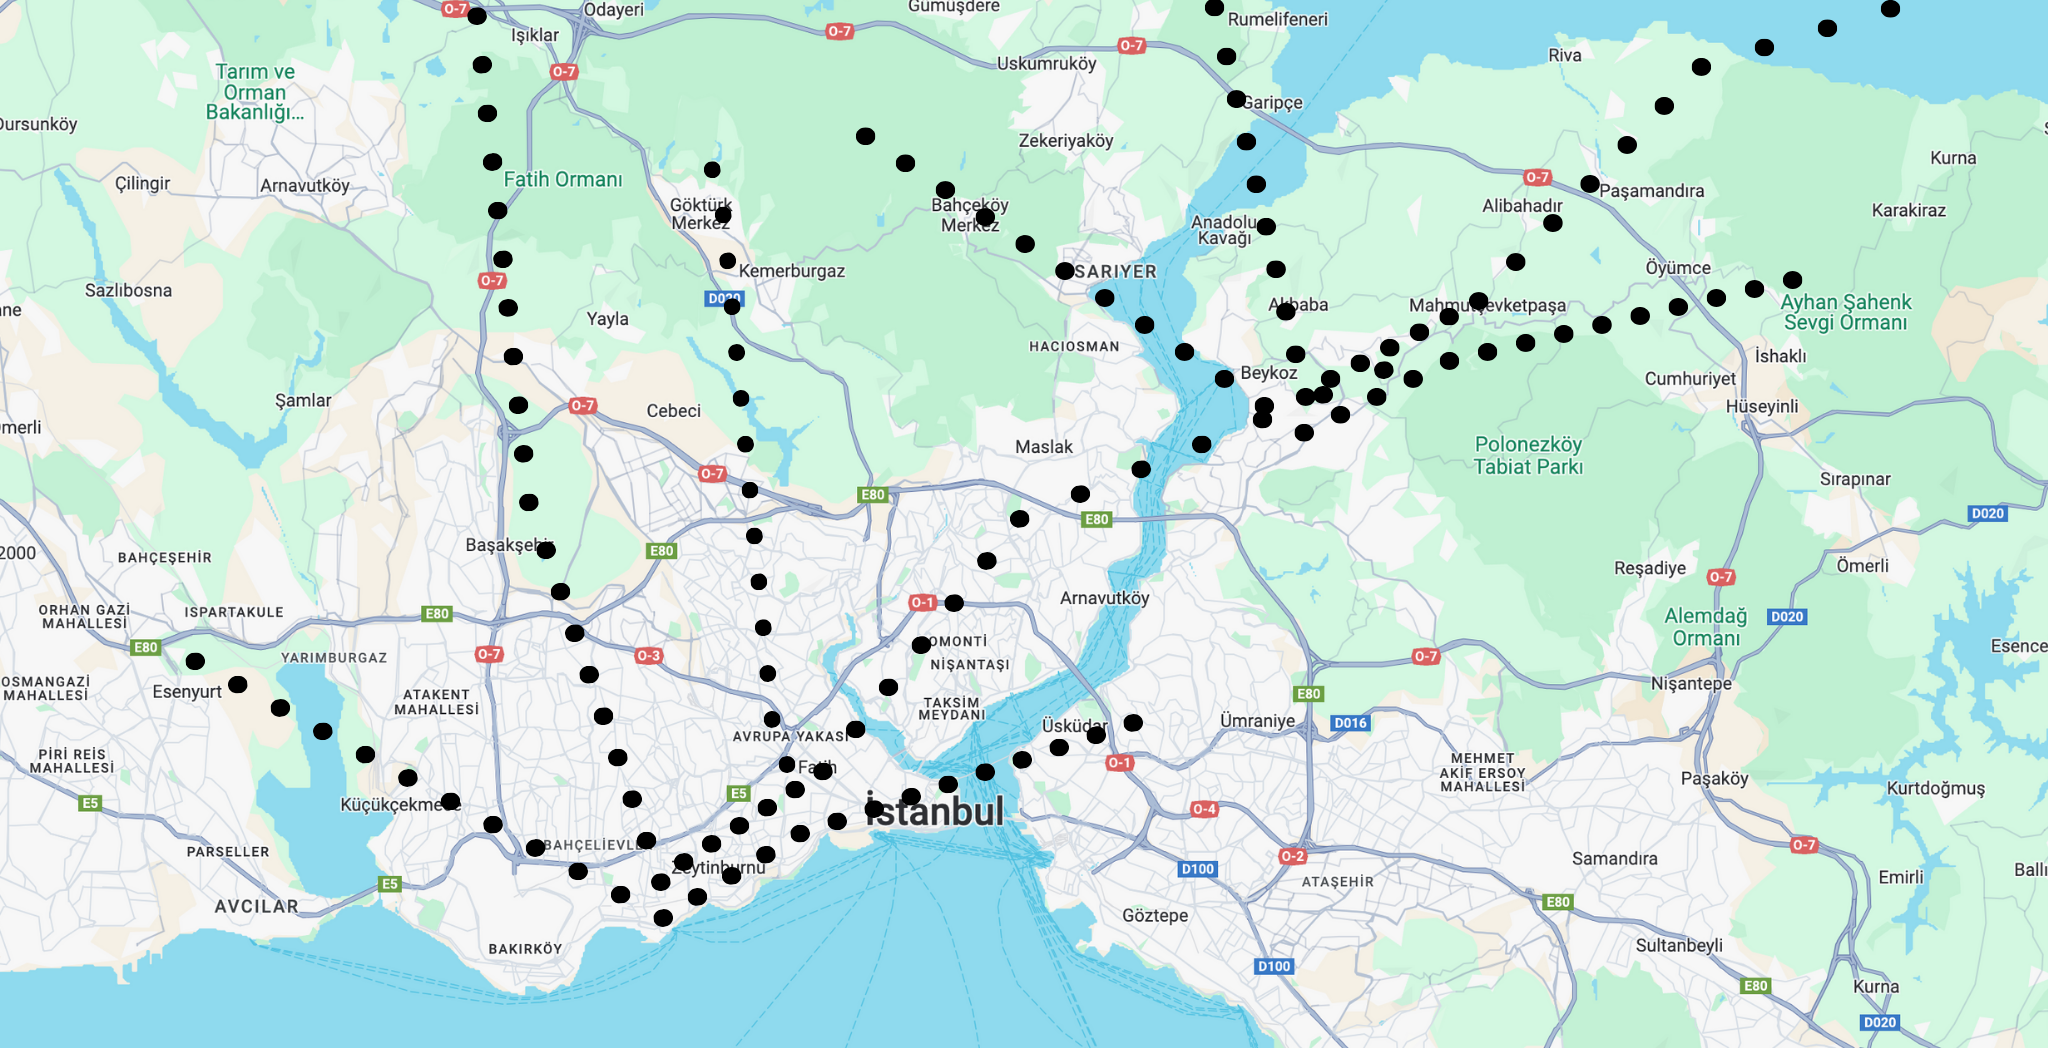 O-7
Odayeri
Işıklar
O-7
Gümüşdere
Rumelifeneri
Uskumruköy
O-7
Riva
O-7
Tarım ve
Orman
Bakanlığı...
Garipçe
Dursunköy
Zekeriyaköy
Kurna
Çilingir
Arnavutköy
Fatih Ormanı
O-7
Paşamandıra
Göktürk
Merkez
Bahçeköy
Merkez
Alibahadır
Karakiraz
Anadolu
Kavağı
Kemerburgaz
SARIYER
Öyümce
O-7
Sazlıbosna
D020
Akbaba
Mahmutşevketpaşa
Ayhan Şahenk
Sevgi Ormanı
Yayla
HACIOSMAN
İshaklı
Beykoz
Cumhuriyet
Şamlar
O-7
Cebeci
Hüseyinli
Maslak
Polonezköy
Tabiat Parkı
O-7
Sırapınar
E80
D020
E80
2000
BAHÇEŞEHİR
Başakşehir
E80
Reşadiye
Ömerli
O-7
ORHAN GAZİ
MAHALLESİ
ISPARTAKULE
E80
O-1
Arnavutköy
Alemdağ
Ormanı
D020
E80
YARIMBURGAZ
O-7
O-3
OMONTİ
NİŞANTAŞI
O-7
Esence
OSMANGAZİ
MAHALLESİ
Esenyurt
ATAKENT
MAHALLESİ
E80
Nişantepe
TAKSİM
MEYDANI
Üsküdar
Ümraniye
D016
AVRUPA YAKASI
PİRİ REİS
MAHALLESİ
Fatih
O-1
MEHMET
AKİF ERSOY
MAHALLESİ
Paşaköy
Kurtdoğmuş
E5
Küçükçekmece
E5
İstanbul
O-4
PARSELLER
BAHÇELİEVLER
Zeytinburnu
D100
O-2
Samandıra
O-7
E5
ATAŞEHİR
Emirli
AVCILAR
Göztepe
E80
BAKIRKÖY
Sultanbeyli
D100
E80
Kurna
D020